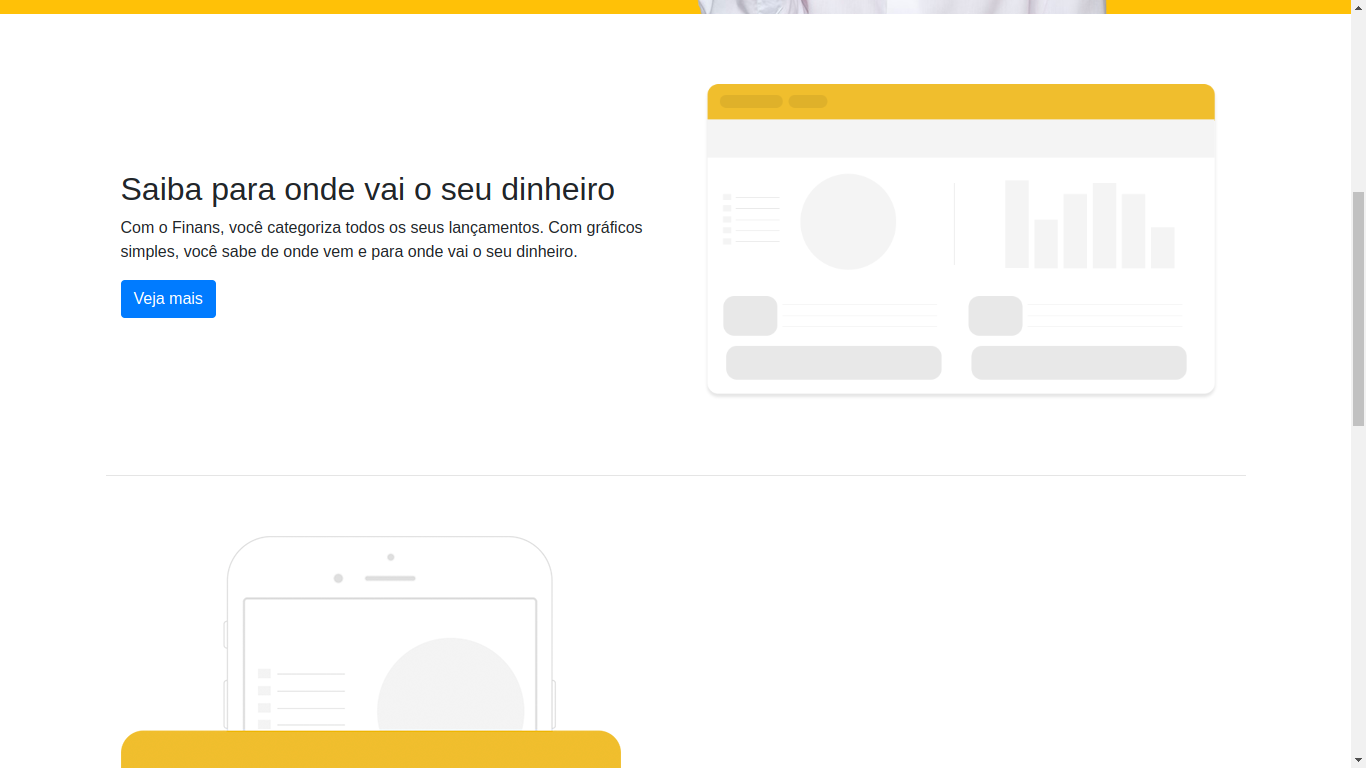 Saiba para onde vai o seu dinheiro
Com o Finans, você categoriza todos os seus lançamentos. Com gráficos
simples, você sabe de onde vem e para onde vai o seu dinheiro.
Veja mais